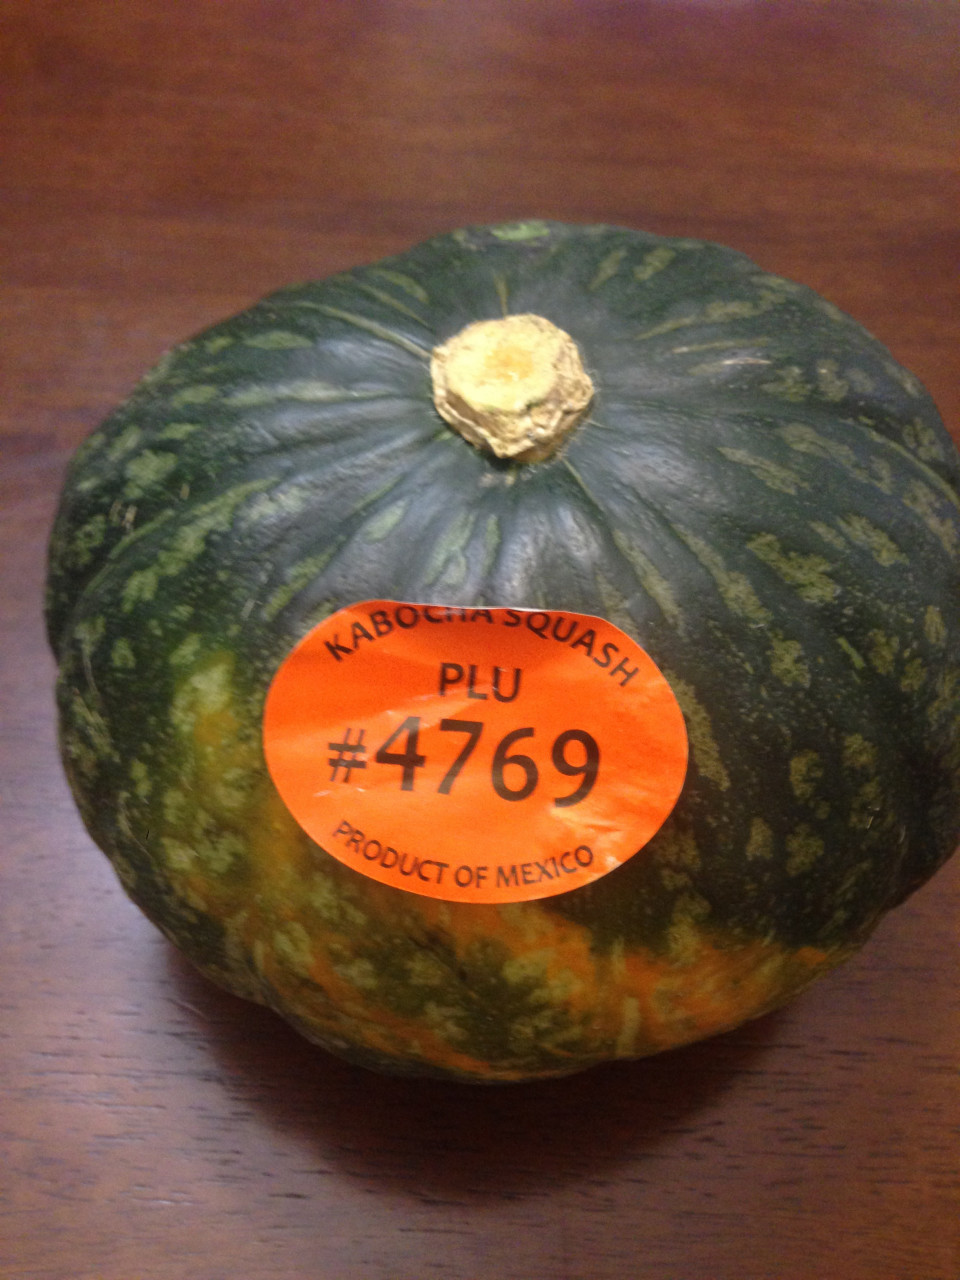 KABOCHA SQUASH
PLU
#4769
PRODUCT OF MEXICO